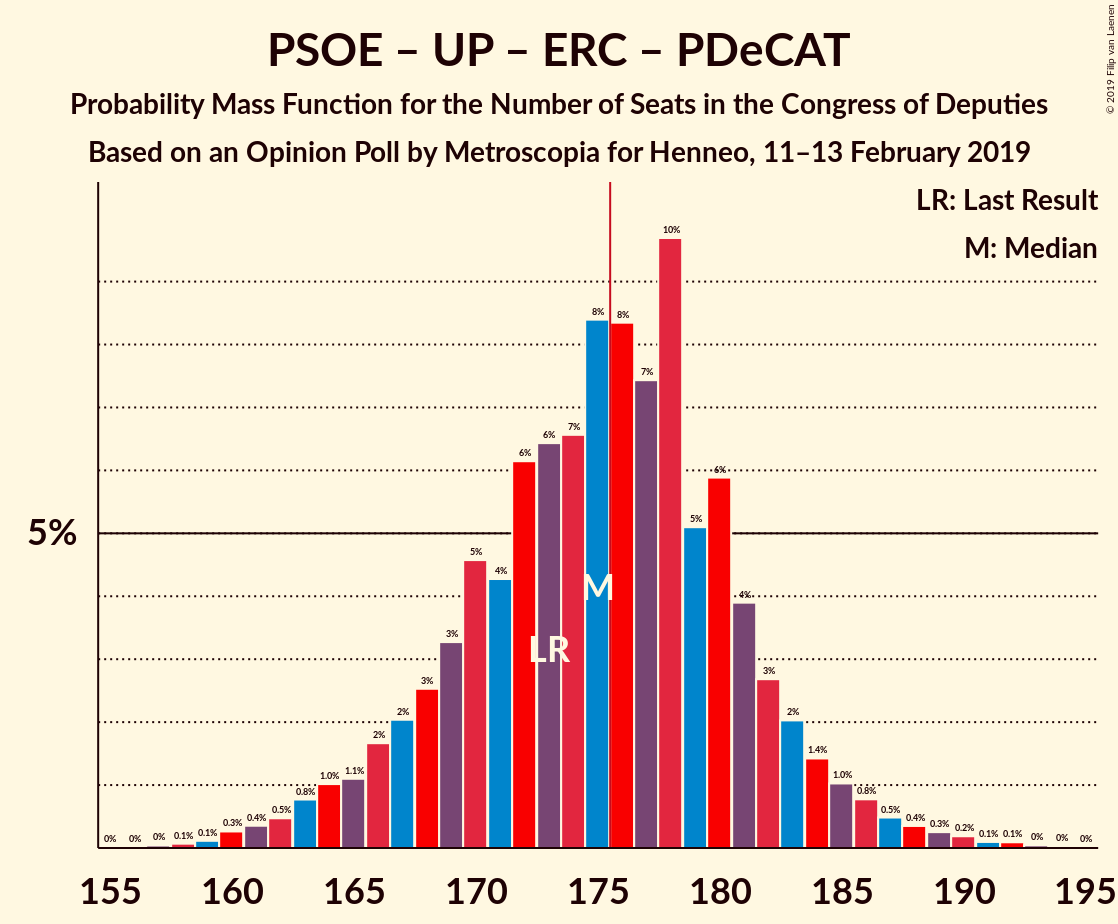 PSOE – UP – ERC – PDeCAT
Probability Mass Function for the Number of Seats in the Congress of Deputies
Based on an Opinion Poll by Metroscopia for Henneo, 11–13 February 2019
© 2019 Filip van Laenen
LR: Last Result
M: Median
5%
0% 0% 0% 0.1% 0.1% 0.3% 0.4% 0.5% 0.8% 1.0% 1.1% 2% 2% 3% 3% 5% 4% 6% 6% 7% 8% 8% 7% 10% 5% 6% 4% 3% 2% 1.4% 1.0% 0.8% 0.5% 0.4% 0.3% 0.2% 0.1% 0.1% 0% 0% 0%
M
LR
155 160 165 170 175 180 185 190 195